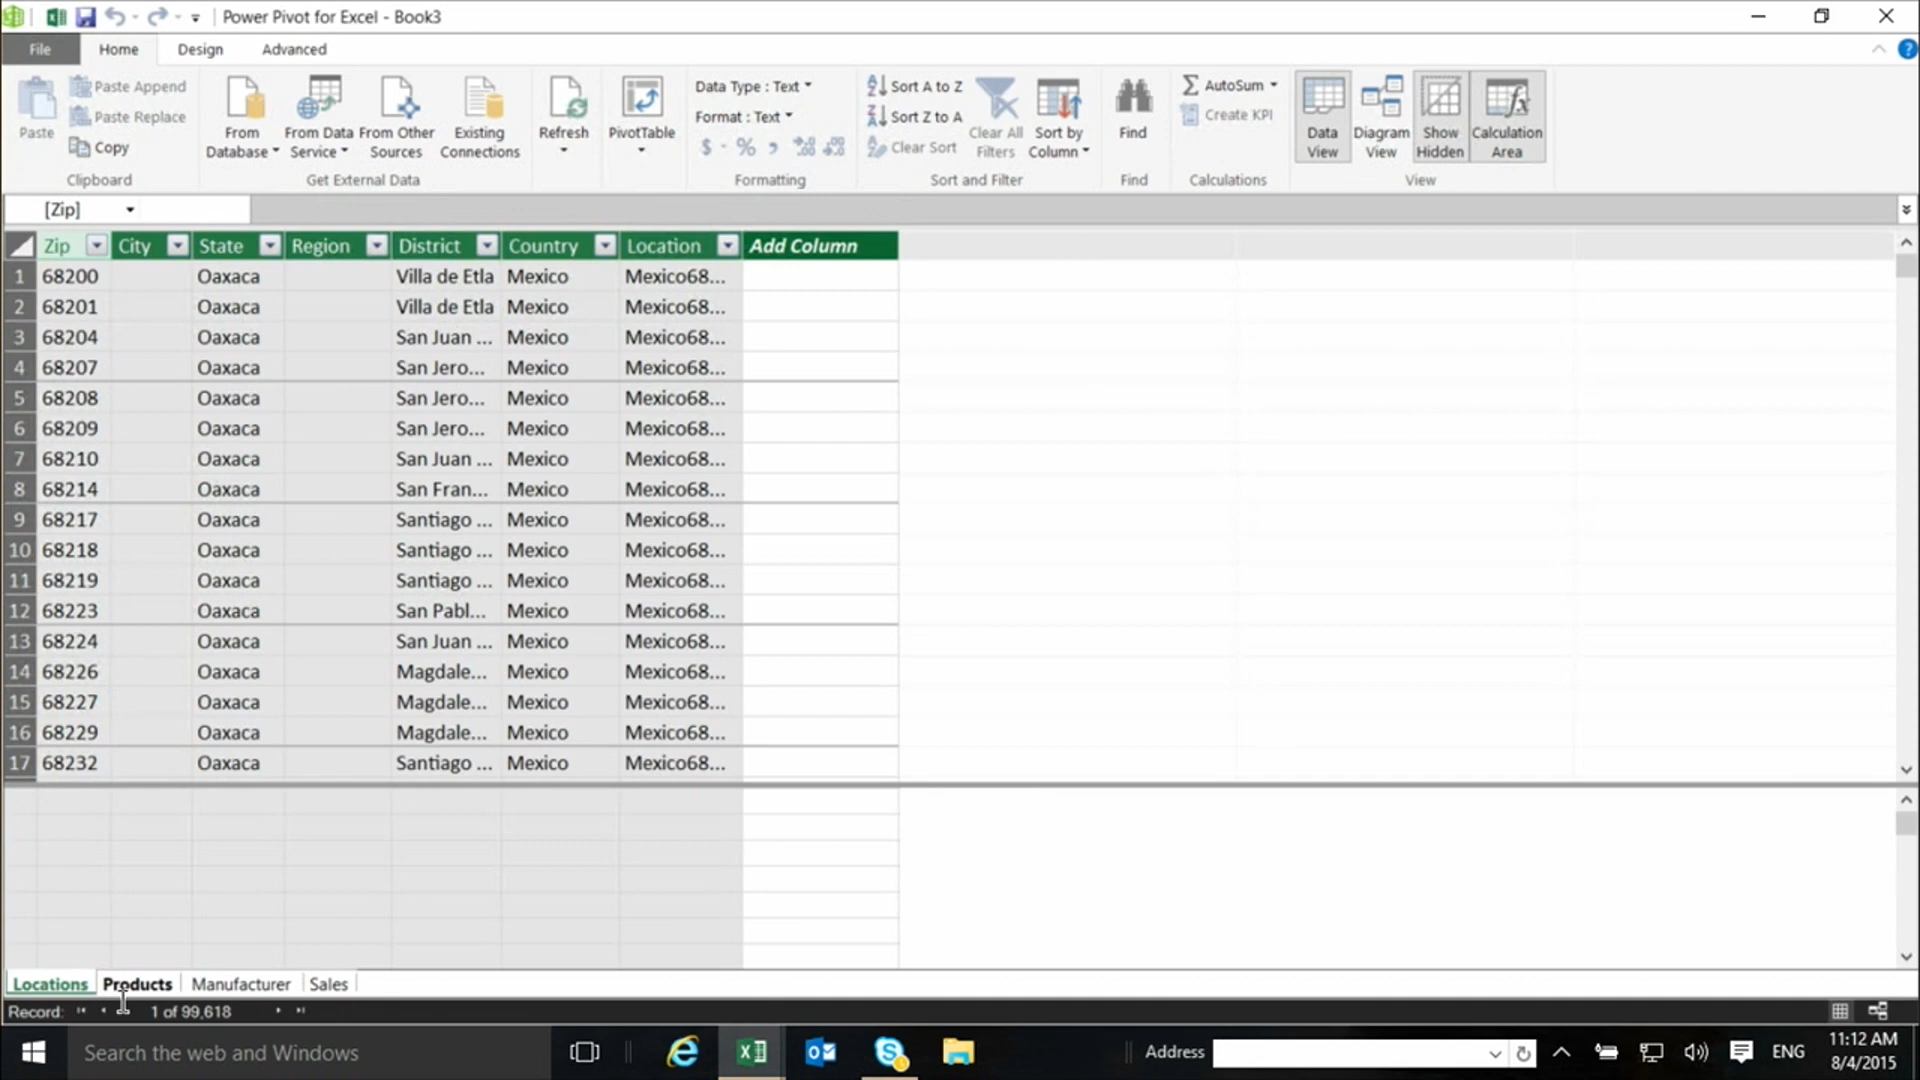 Power Pivot for Excel - Book3
File Home Design Advanced
Paste
Paste Append
Paste Replace
Copy
Clipboard
From Database
From Data Service
From Other Sources
Existing Connections
Get External Data
Refresh
PivotTable
Data Type : Text
Format : Text
$ % ,
Formatting
Sort A to Z
Sort Z to A
Clear Sort
Clear All Filters
Sort by Column
Sort and Filter
Find
Find
AutoSum
Create KPI
Calculations
Data View
Diagram View
Show Hidden
Calculation Area
View
[Zip]
Zip City State Region District Country Location Add Column
1 68200 Oaxaca Villa de Etla Mexico Mexico68...
2 68201 Oaxaca Villa de Etla Mexico Mexico68...
3 68204 Oaxaca San Juan ... Mexico Mexico68...
4 68207 Oaxaca San Jero... Mexico Mexico68...
5 68208 Oaxaca San Jero... Mexico Mexico68...
6 68209 Oaxaca San Jero... Mexico Mexico68...
7 68210 Oaxaca San Juan ... Mexico Mexico68...
8 68214 Oaxaca San Fran... Mexico Mexico68...
9 68217 Oaxaca Santiago ... Mexico Mexico68...
10 68218 Oaxaca Santiago ... Mexico Mexico68...
11 68219 Oaxaca Santiago ... Mexico Mexico68...
12 68223 Oaxaca San Pabl... Mexico Mexico68...
13 68224 Oaxaca San Juan ... Mexico Mexico68...
14 68226 Oaxaca Magdale... Mexico Mexico68...
15 68227 Oaxaca Magdale... Mexico Mexico68...
16 68229 Oaxaca Magdale... Mexico Mexico68...
17 68232 Oaxaca Santiago ... Mexico Mexico68...
Locations Products Manufacturer Sales
Record: 1 of 99,618
Search the web and Windows
Address
ENG
11:12 AM
8/4/2015